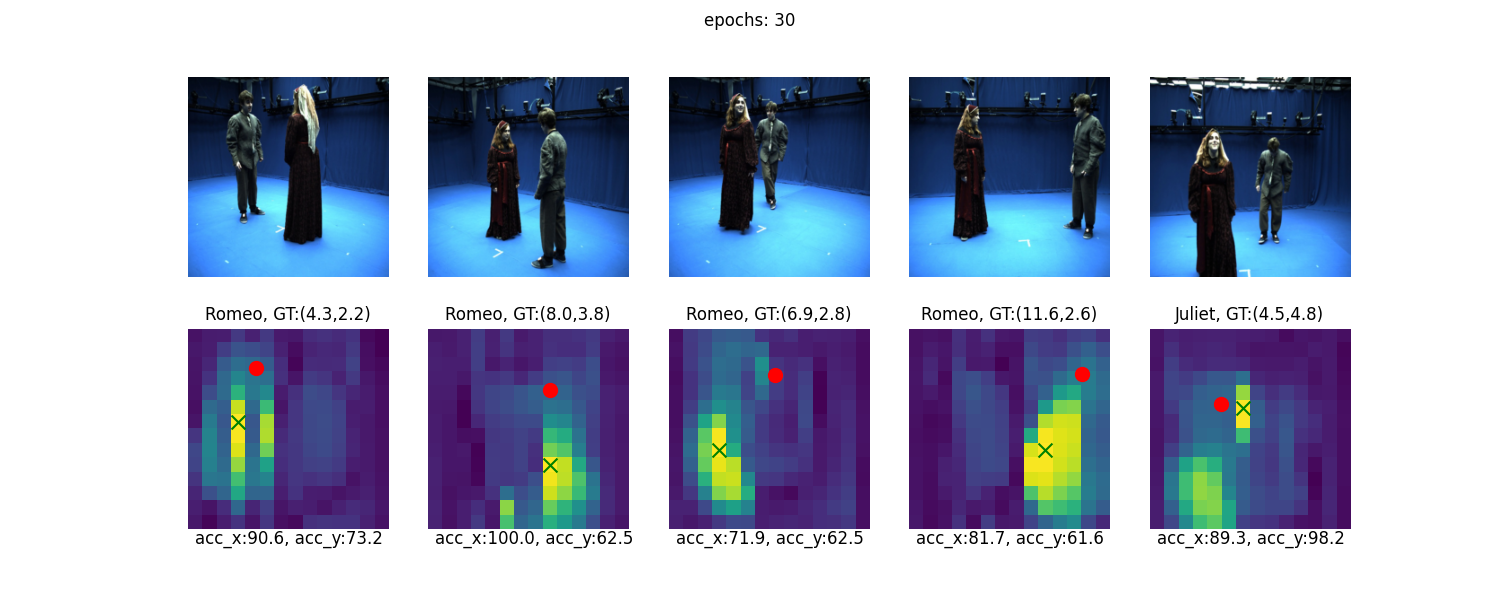 epochs: 30
Romeo, GT:(4.3,2.2)
Romeo, GT:(8.0,3.8)
Romeo, GT:(6.9,2.8)
Romeo, GT:(11.6,2.6)
Juliet, GT:(4.5,4.8)
acc_x:90.6, acc_y:73.2
acc_x:100.0, acc_y:62.5
acc_x:71.9, acc_y:62.5
acc_x:81.7, acc_y:61.6
acc_x:89.3, acc_y:98.2